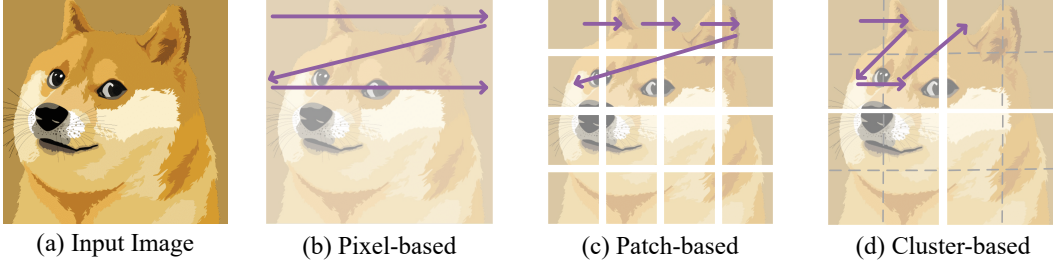 (a) Input Image
(b) Pixel-based
(c) Patch-based
(d) Cluster-based